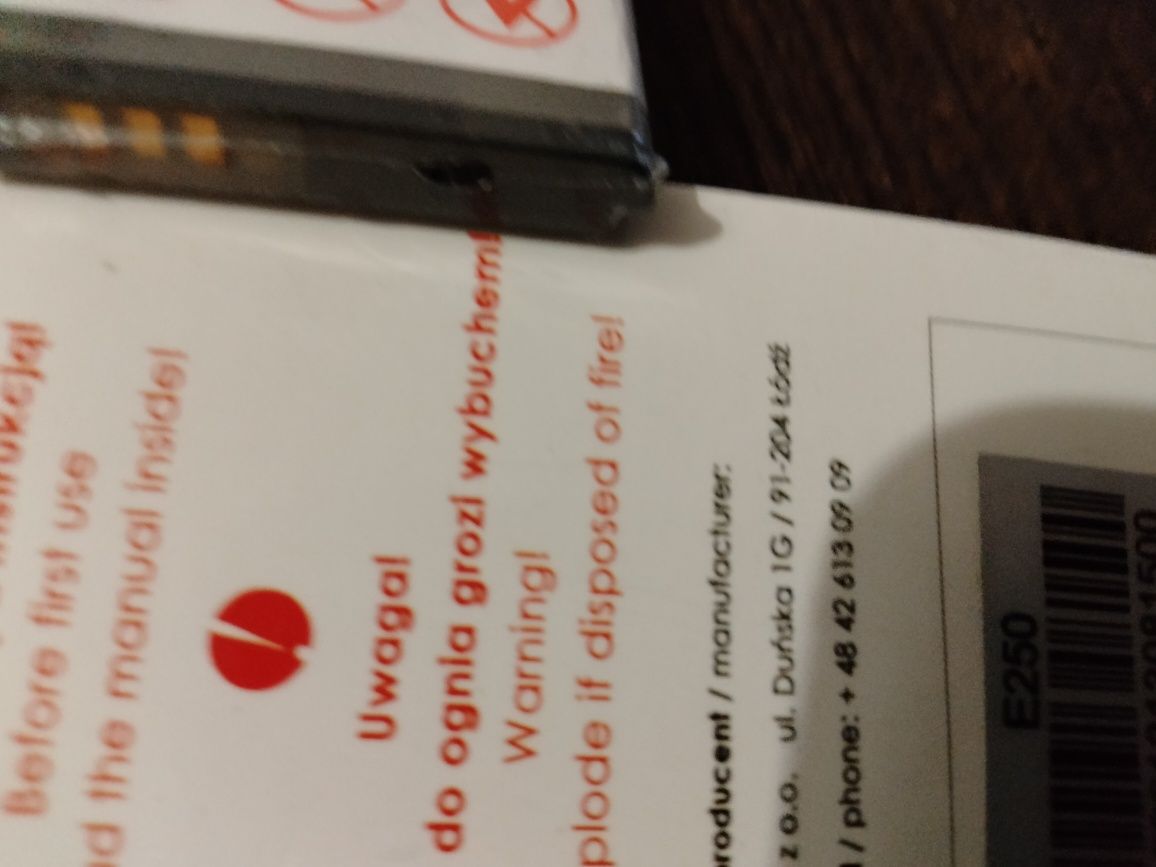 Before first use
the manual inside!
Uwaga!
do ognia grozi wybuchem!
Warning!
plode if disposed of fire!
roducent / manufacturer:
z o.o. ul. Duńska 1G / 91-204 Łódź
/ phone: + 48 42 613 09 09
E250